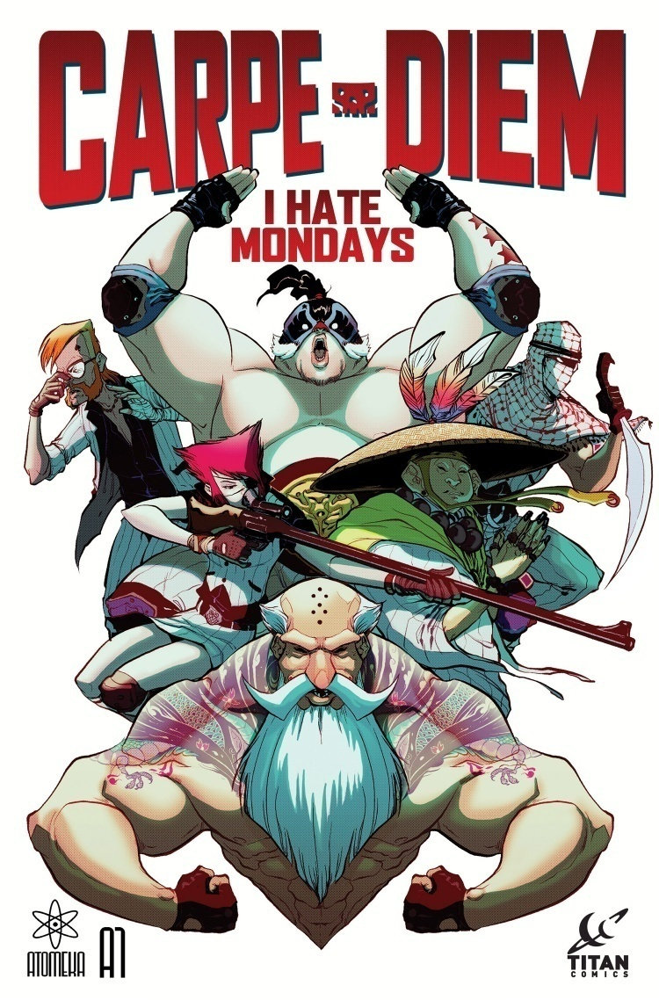 CARPE DIEM
I HATE
MONDAYS
ATOMEKA A1
TITAN
COMICS